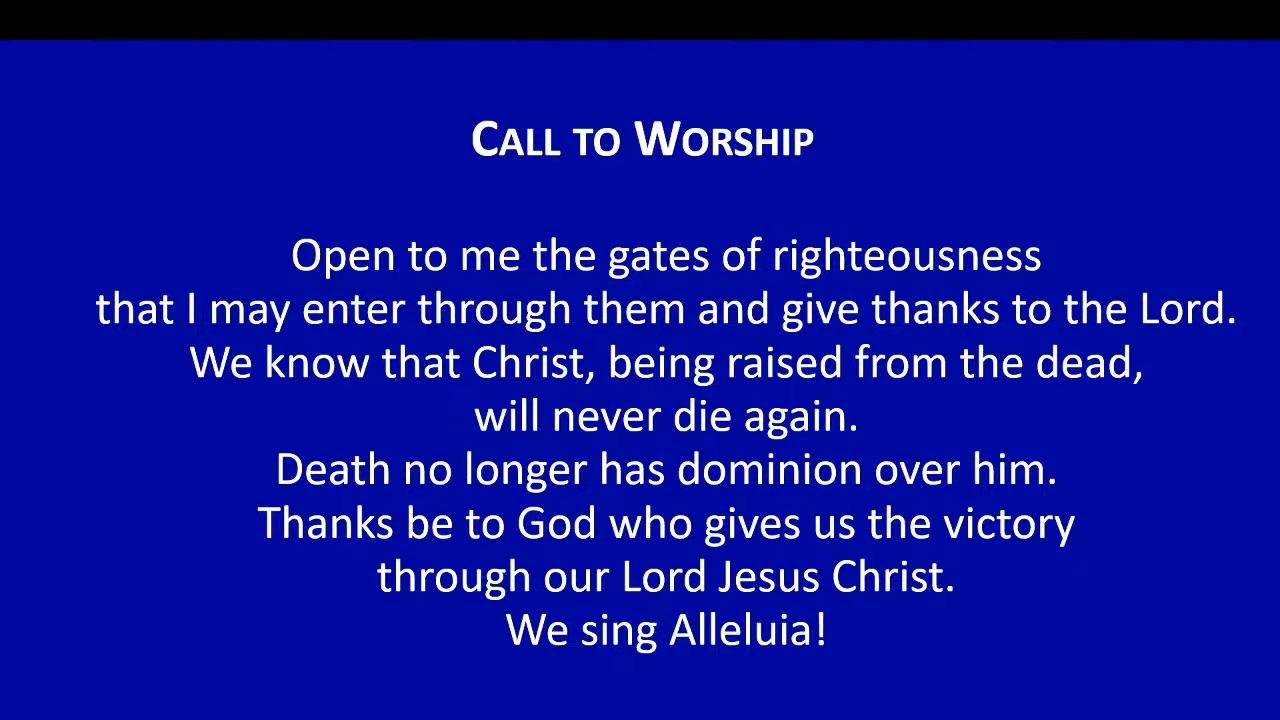 CALL TO WORSHIP
Open to me the gates of righteousness
that I may enter through them and give thanks to the Lord.
We know that Christ, being raised from the dead,
will never die again.
Death no longer has dominion over him.
Thanks be to God who gives us the victory
through our Lord Jesus Christ.
We sing Alleluia!